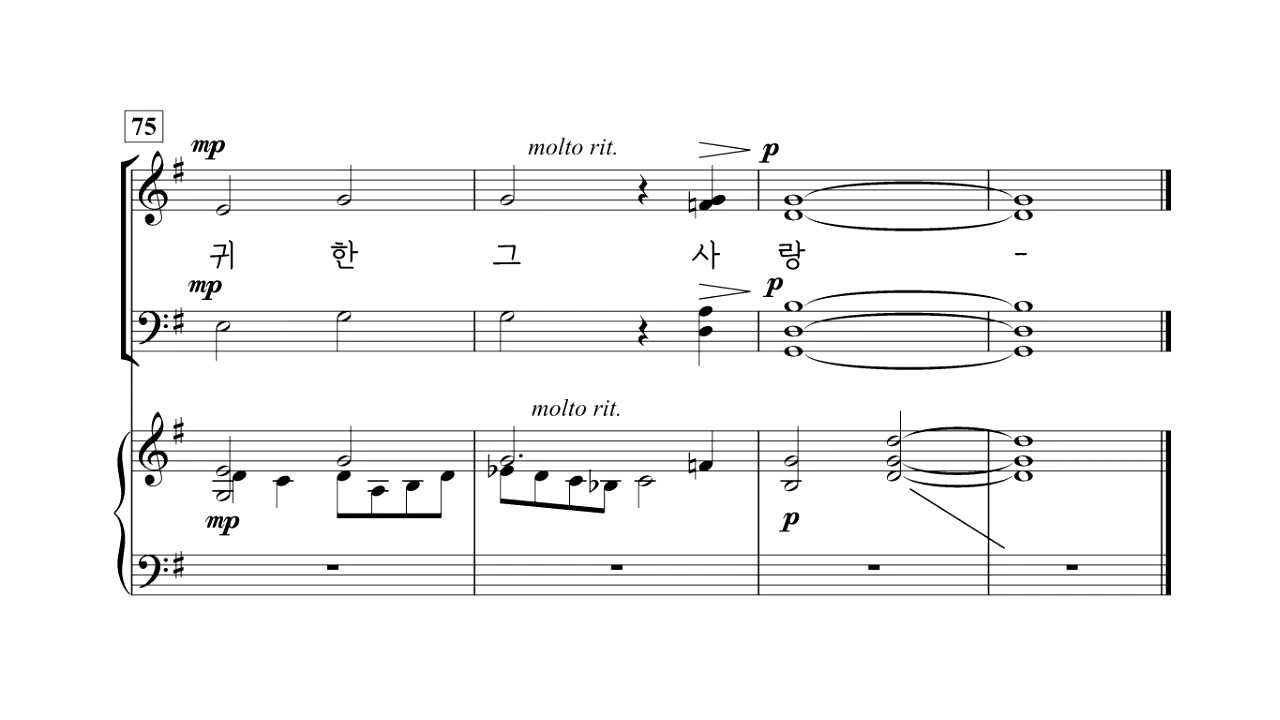 75
mp
molto rit.
p
귀 한 그 사 랑 -
mp
p
molto rit.
mp
p